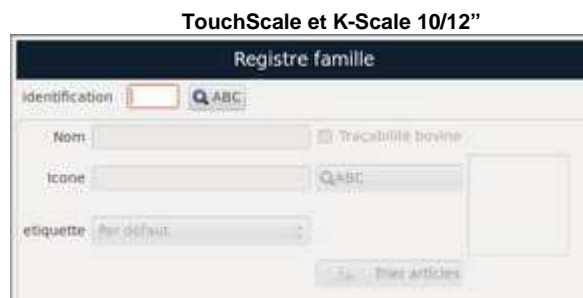 TouchScale et K-Scale 10/12”
Registre famille
identification ABC
Nom Traçabilité bovine
Icone ABC
etiquette Par défaut
Trier articles